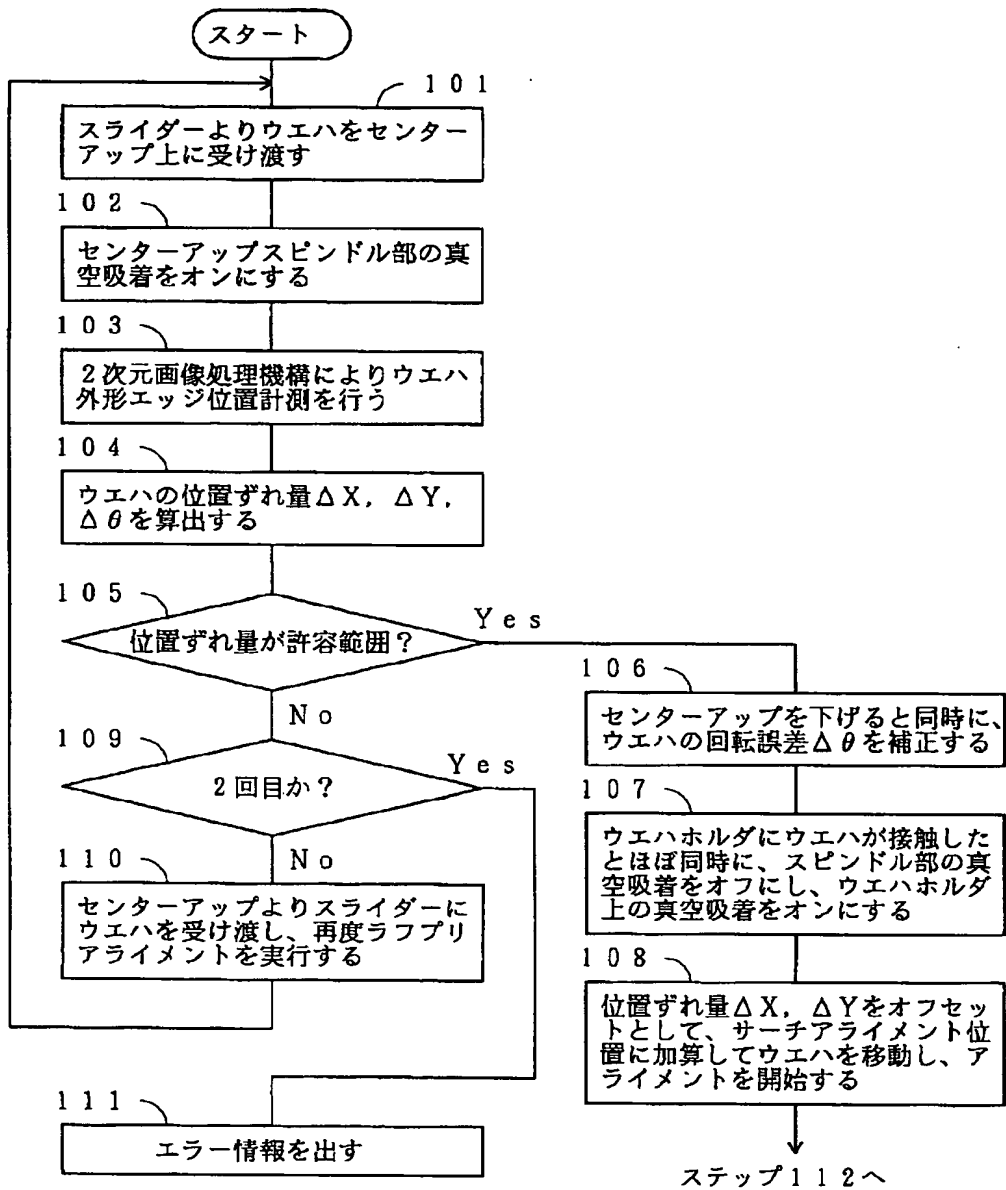 スタート
101
スライダーよりウエハをセンター
アップ上に受け渡す
102
センターアップスピンドル部の真
空吸着をオンにする
103
2次元画像処理機構によりウエハ
外形エッジ位置計測を行う
104
ウエハの位置ずれ量ΔX, ΔY,
Δθを算出する
105
位置ずれ量が許容範囲?
Yes
No
106
センターアップを下げると同時に、
ウエハの回転誤差Δθを補正する
107
ウエハホルダにウエハが接触した
とほぼ同時に、スピンドル部の真
空吸着をオフにし、ウエハホルダ
上の真空吸着をオンにする
108
位置ずれ量ΔX, ΔYをオフセッ
トとして、サーチアライメント位
置に加算してウエハを移動し、ア
ライメントを開始する
ステップ112へ
109
2回目か?
Yes
No
110
センターアップよりスライダーに
ウエハを受け渡し、再度ラフプリ
アライメントを実行する
111
エラー情報を出す